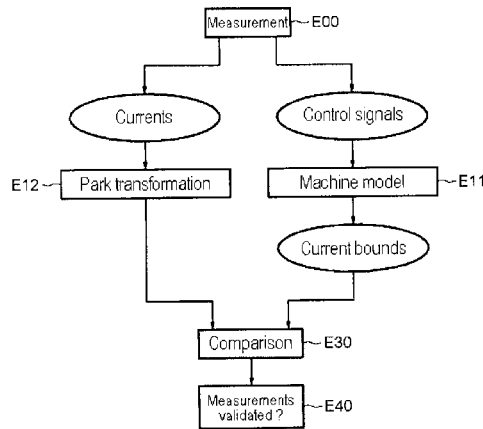 Measurement
E00
Currents
Control signals
E12
Park transformation
Machine model
E11
Current bounds
Comparison
E30
Measurements
validated ?
E40